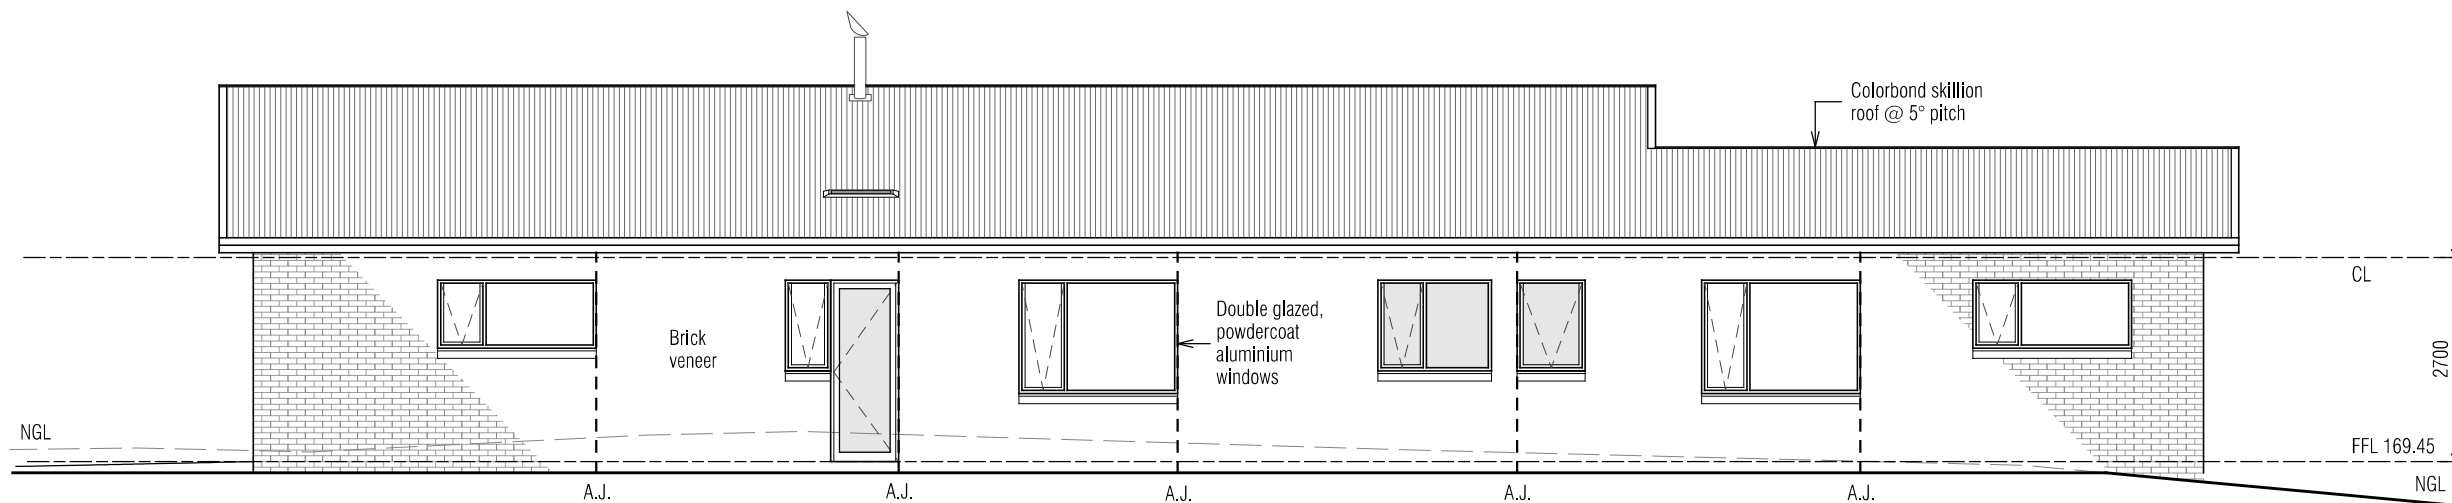 Colorbond skillion
roof @ 5° pitch
CL
Double glazed,
powdercoat
aluminium
windows
Brick
veneer
2700
NGL
FFL 169.45
NGL
A.J.
A.J.
A.J.
A.J.
A.J.